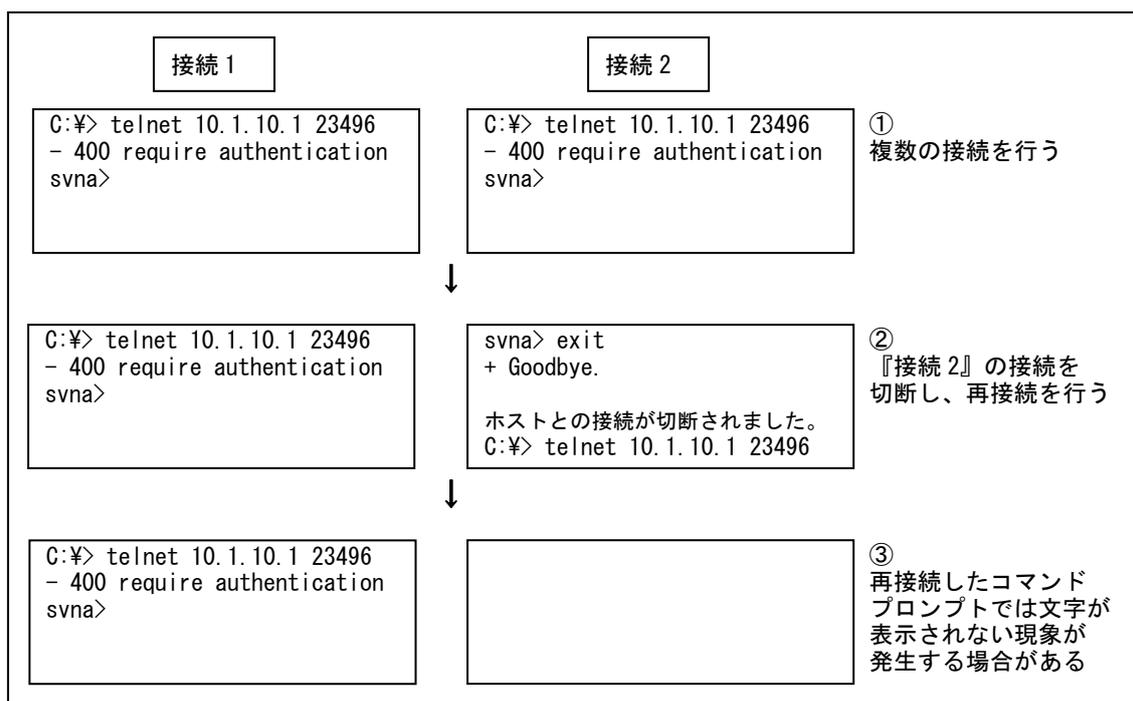 接続1
接続2
C:¥> telnet 10.1.10.1 23496
- 400 require authentication
svna>
C:¥> telnet 10.1.10.1 23496
- 400 require authentication
svna>
①
複数の接続を行う
↓
C:¥> telnet 10.1.10.1 23496
- 400 require authentication
svna>
svna> exit
+ Goodbye.
ホストとの接続が切断されました。
C:¥> telnet 10.1.10.1 23496
②
『接続2』の接続を
切断し、再接続を行う
↓
C:¥> telnet 10.1.10.1 23496
- 400 require authentication
svna>
③
再接続したコマンド
プロンプトでは文字が
表示されない現象が
発生する場合がある